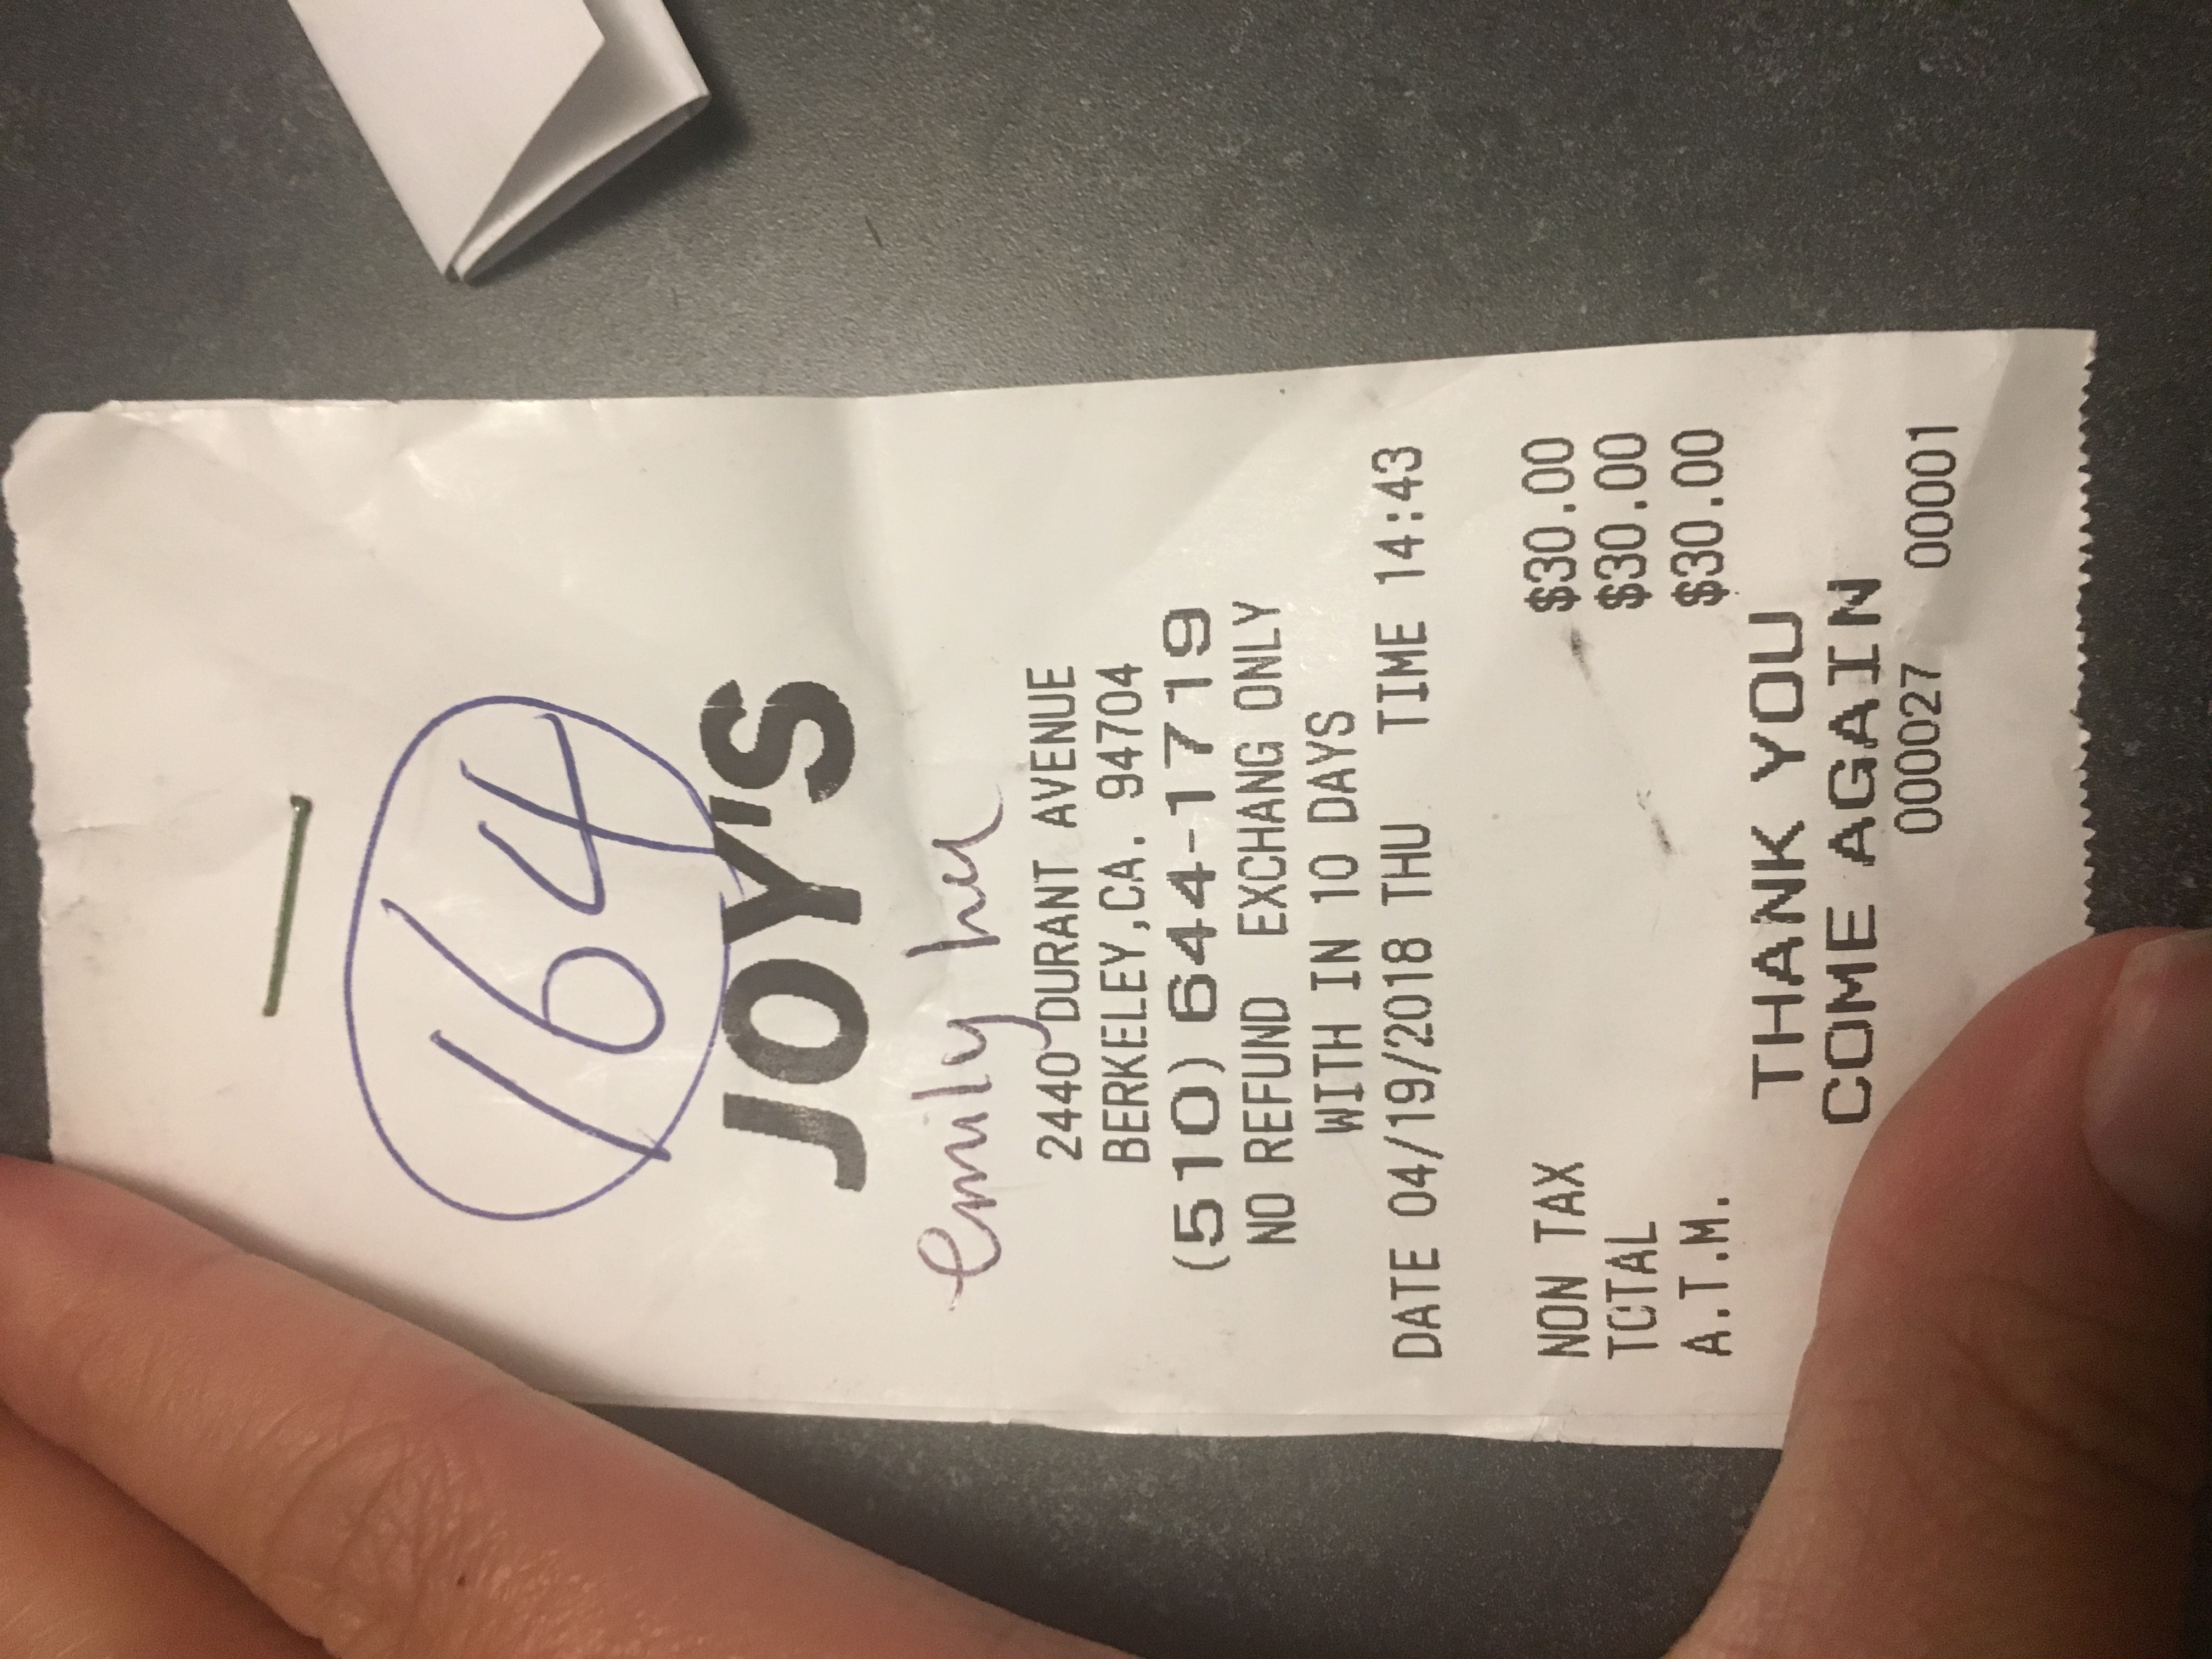 164
JOY'S
emily hu
2440 DURANT AVENUE
BERKELEY,CA. 94704
(510) 644-1719
NO REFUND EXCHANG ONLY
WITH IN 10 DAYS
DATE 04/19/2018 THU TIME 14:43
NON TAX $30.00
TOTAL $30.00
A.T.M. $30.00
THANK YOU
COME AGAIN
000027 00001